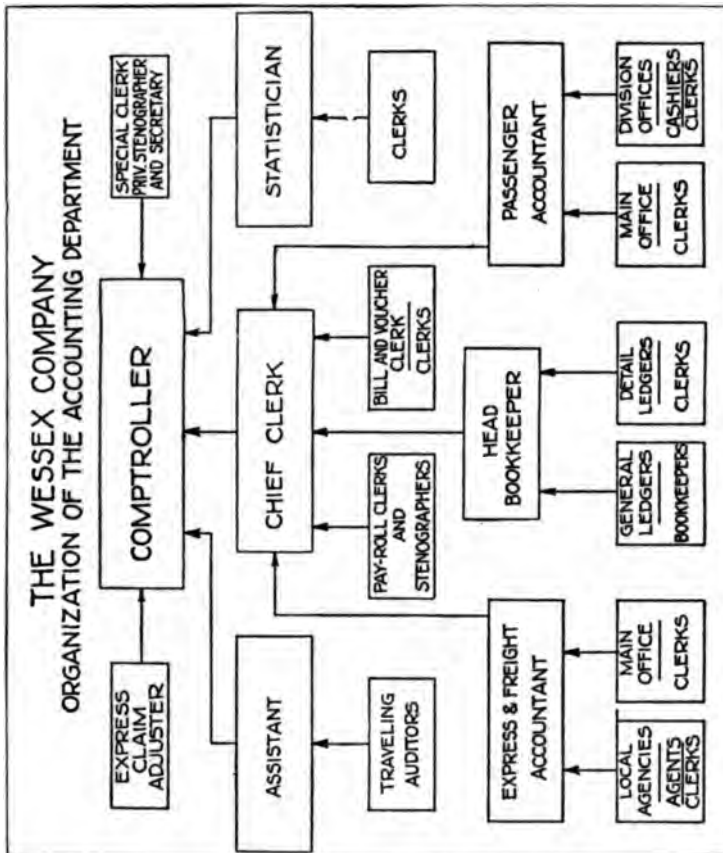 THE WESSEX COMPANY
ORGANIZATION OF THE ACCOUNTING DEPARTMENT
EXPRESS
CLAIM
ADJUSTER
COMPTROLLER
SPECIAL CLERK
PRIV. STENOGRAPHER
AND SECRETARY
ASSISTANT
CHIEF CLERK
STATISTICIAN
TRAVELING
AUDITORS
PAY-ROLL CLERKS
AND
STENOGRAPHERS
BILL AND VOUCHER
CLERK
CLERKS
CLERKS
EXPRESS & FREIGHT
ACCOUNTANT
HEAD
BOOKKEEPER
PASSENGER
ACCOUNTANT
LOCAL
AGENCIES
AGENTS
CLERKS
MAIN
OFFICE
CLERKS
GENERAL
LEDGERS
BOOKKEEPERS
DETAIL
LEDGERS
CLERKS
MAIN
OFFICE
CLERKS
DIVISION
OFFICES
CASHIERS
CLERKS